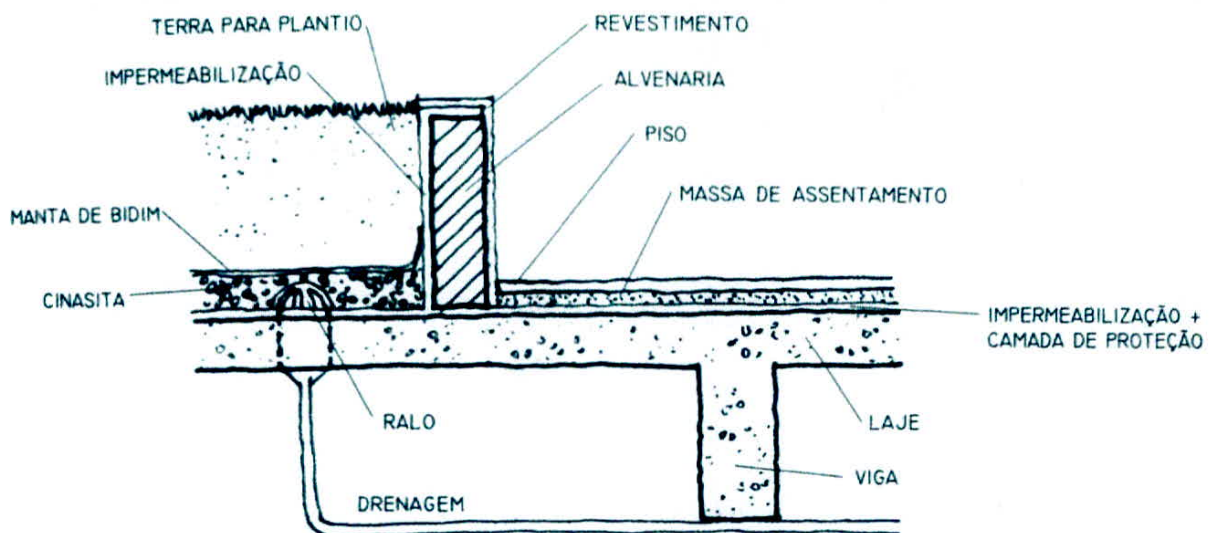 TERRA PARA PLANTIO
REVESTIMENTO
IMPERMEABILIZAÇÃO
ALVENARIA
PISO
MASSA DE ASSENTAMENTO
MANTA DE BIDIM
CINASITA
IMPERMEABILIZAÇÃO +
CAMADA DE PROTEÇÃO
RALO
LAJE
VIGA
DRENAGEM